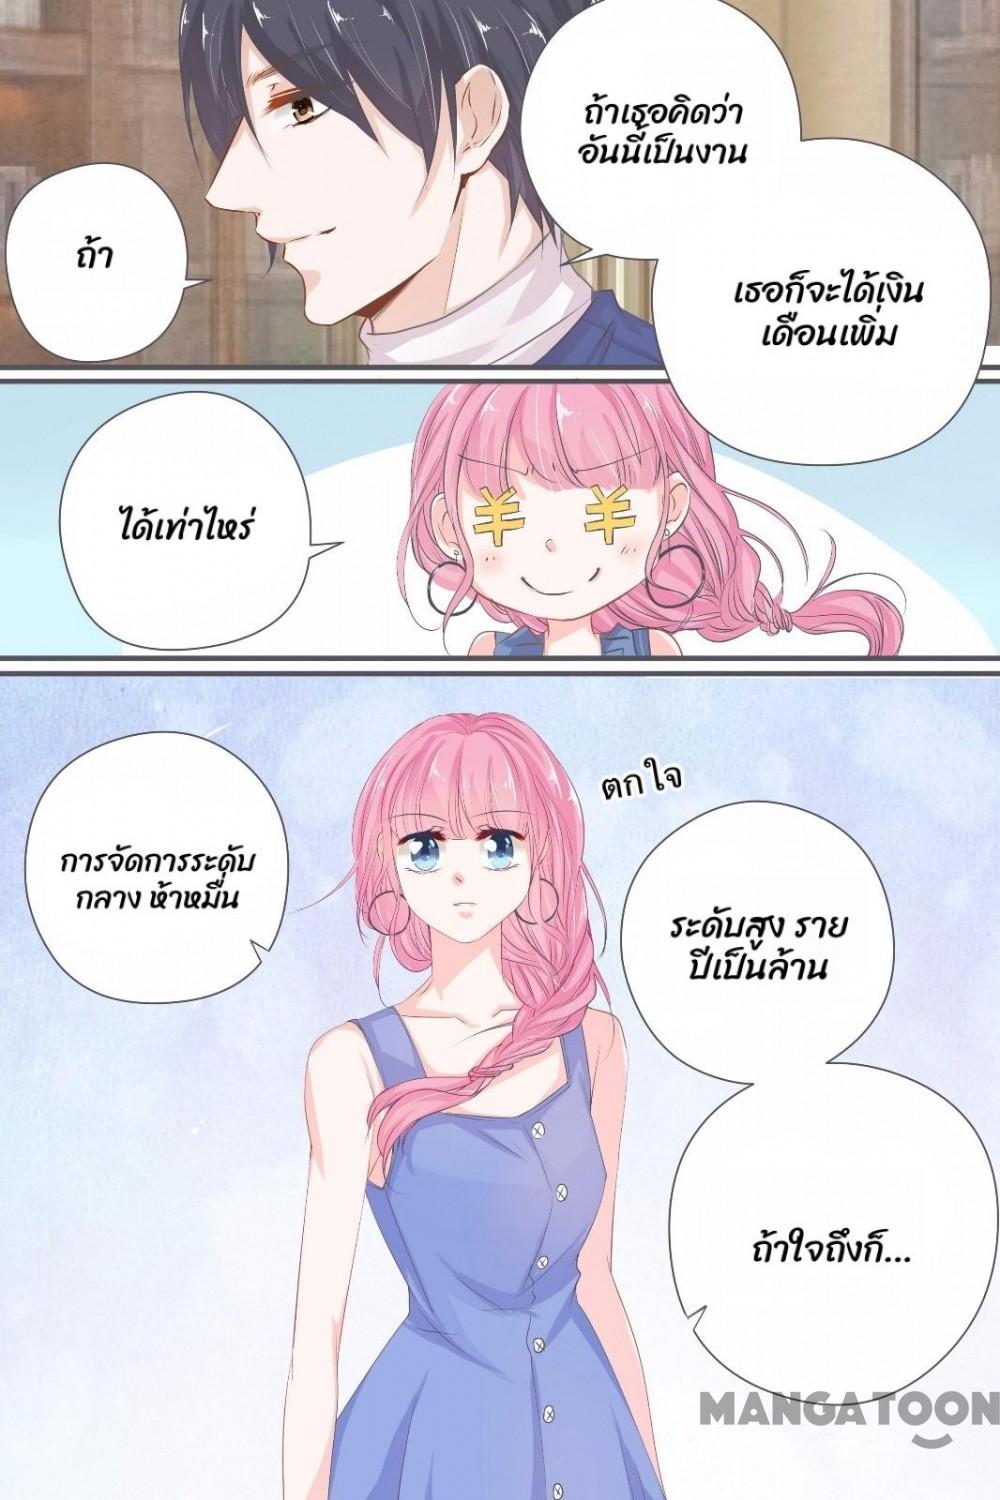 ถ้าเธอคิดว่า
อันนี้เป็นงาน
ถ้า
เธอก็จะได้เงิน
เดือนเพิ่ม
ได้เท่าไหร่
ตกใจ
การจัดการระดับ
กลาง ห้าหมื่น
ระดับสูง ราย
ปีเป็นล้าน
ถ้าใจถึงก็...
MANGATOON